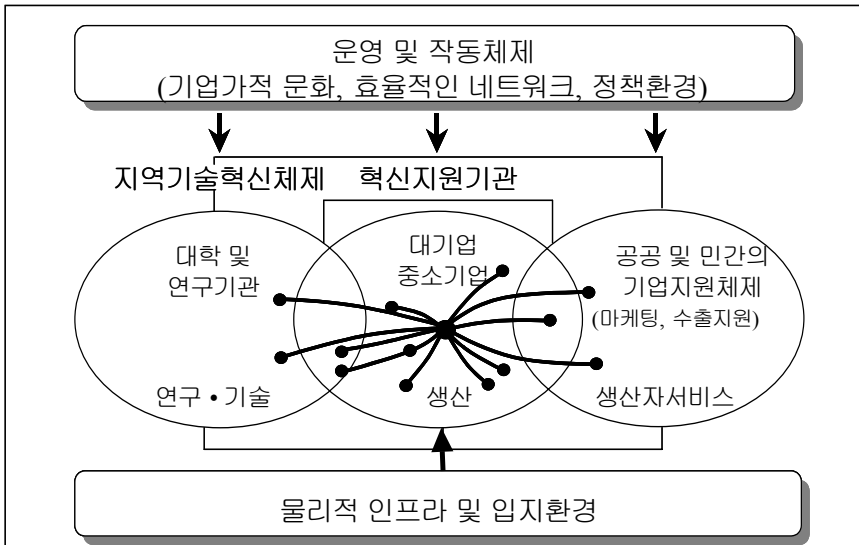 운영 및 작동체제
(기업가적 문화, 효율적인 네트워크, 정책환경)
지역기술혁신체제
혁신지원기관
대학 및
연구기관
대기업
중소기업
공공 및 민간의
기업지원체제
(마케팅, 수출지원)
연구 • 기술
생산
생산자서비스
물리적 인프라 및 입지환경